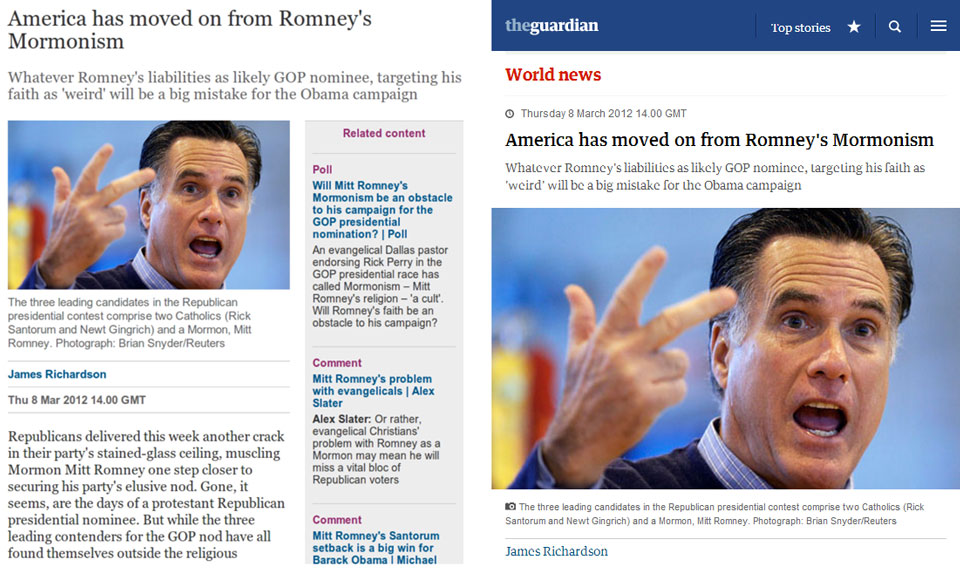 America has moved on from Romney's
Mormonism
Whatever Romney's liabilities as likely GOP nominee, targeting his
faith as 'weird' will be a big mistake for the Obama campaign
The three leading candidates in the Republican
presidential contest comprise two Catholics (Rick
Santorum and Newt Gingrich) and a Mormon, Mitt
Romney. Photograph: Brian Snyder/Reuters
James Richardson
Thu 8 Mar 2012 14.00 GMT
Republicans delivered this week another crack
in their party's stained-glass ceiling, muscling
Mormon Mitt Romney one step closer to
securing his party's elusive nod. Gone, it
seems, are the days of a protestant Republican
presidential nominee. But while the three
leading contenders for the GOP nod have all
found themselves outside the religious
Related content
Poll
Will Mitt Romney's
Mormonism be an obstacle
to his campaign for the
GOP presidential
nomination? | Poll
An evangelical Dallas pastor
endorsing Rick Perry in the
GOP presidential race has
called Mormonism – Mitt
Romney's religion – 'a cult'.
Will Romney's faith be an
obstacle to his campaign?
Comment
Mitt Romney's problem
with evangelicals | Alex
Slater
Alex Slater: Or rather,
evangelical Christians'
problem with Romney as a
Mormon may mean he will
miss a vital bloc of
Republican voters
Comment
Mitt Romney's Santorum
setback is a big win for
Barack Obama | Michael
theguardian
Top stories
World news
Thursday 8 March 2012 14.00 GMT
America has moved on from Romney's Mormonism
Whatever Romney's liabilities as likely GOP nominee, targeting his faith as
'weird' will be a big mistake for the Obama campaign
The three leading candidates in the Republican presidential contest comprise two Catholics (Rick
Santorum and Newt Gingrich) and a Mormon, Mitt Romney. Photograph: Brian Snyder/Reuters
James Richardson